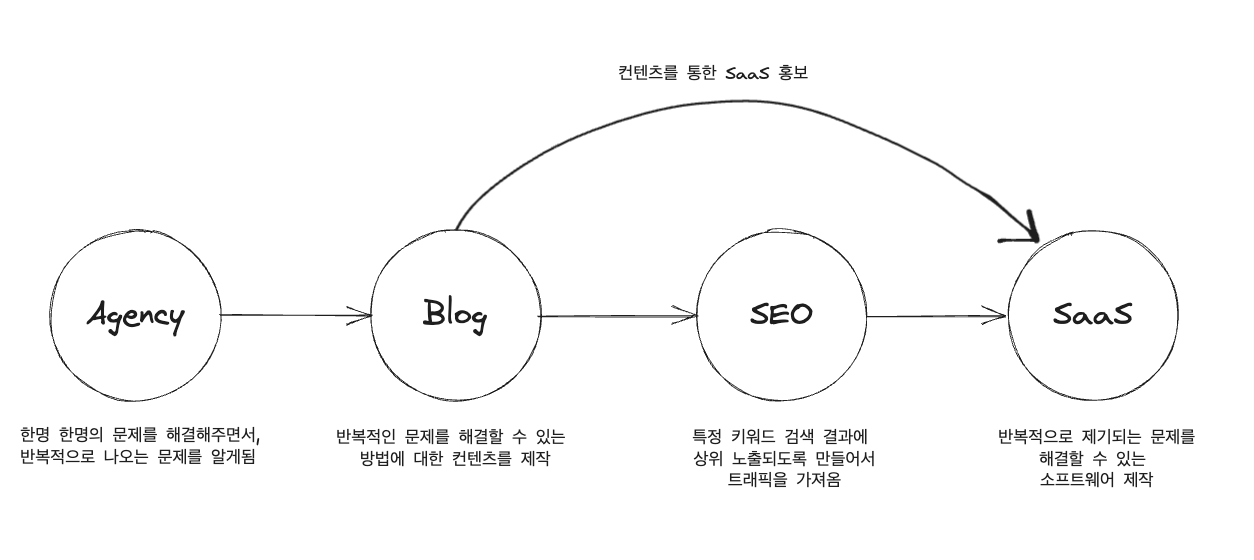 컨텐츠를 통한 SaaS 홍보
Agency
Blog
SEO
SaaS
한명 한명의 문제를 해결해주면서,
반복적으로 나오는 문제를 알게됨
반복적인 문제를 해결할 수 있는
방법에 대한 컨텐츠를 제작
특정 키워드 검색 결과에
상위 노출되도록 만들어서
트래픽을 가져옴
반복적으로 제기되는 문제를
해결할 수 있는
소프트웨어 제작